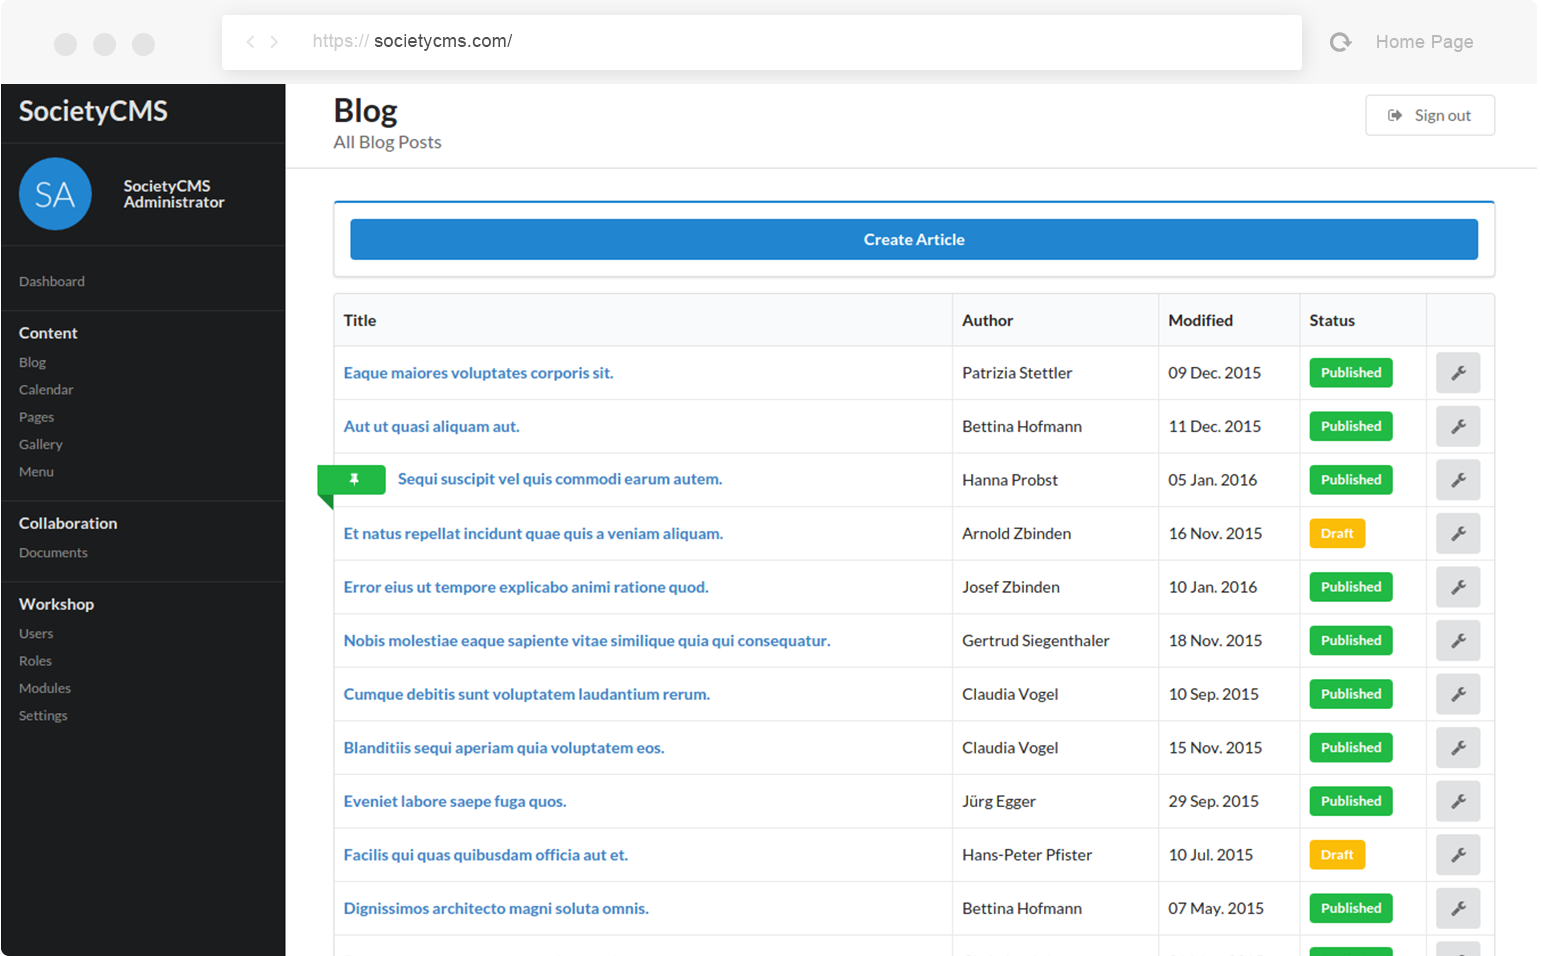 https:// societycms.com/
Home Page
SocietyCMS
SA
SocietyCMS
Administrator
Dashboard
Content
Blog
Calendar
Pages
Gallery
Menu
Collaboration
Documents
Workshop
Users
Roles
Modules
Settings
Blog
All Blog Posts
Sign out
Create Article
Title Author Modified Status
Eaque maiores voluptates corporis sit. Patrizia Stettler 09 Dec. 2015 Published
Aut ut quasi aliquam aut. Bettina Hofmann 11 Dec. 2015 Published
Sequi suscipit vel quis commodi earum autem. Hanna Probst 05 Jan. 2016 Published
Et natus repellat incidunt quae quis a veniam aliquam. Arnold Zbinden 16 Nov. 2015 Draft
Error eius ut tempore explicabo animi ratione quod. Josef Zbinden 10 Jan. 2016 Published
Nobis molestiae eaque sapiente vitae similique quia qui consequatur. Gertrud Siegenthaler 18 Nov. 2015 Published
Cumque debitis sunt voluptatem laudantium rerum. Claudia Vogel 10 Sep. 2015 Published
Blanditiis sequi aperiam quia voluptatem eos. Claudia Vogel 15 Nov. 2015 Published
Eveniet labore saepe fuga quos. Jürg Egger 29 Sep. 2015 Published
Facilis qui quas quibusdam officia aut et. Hans-Peter Pfister 10 Jul. 2015 Draft
Dignissimos architecto magni soluta omnis. Bettina Hofmann 07 May. 2015 Published